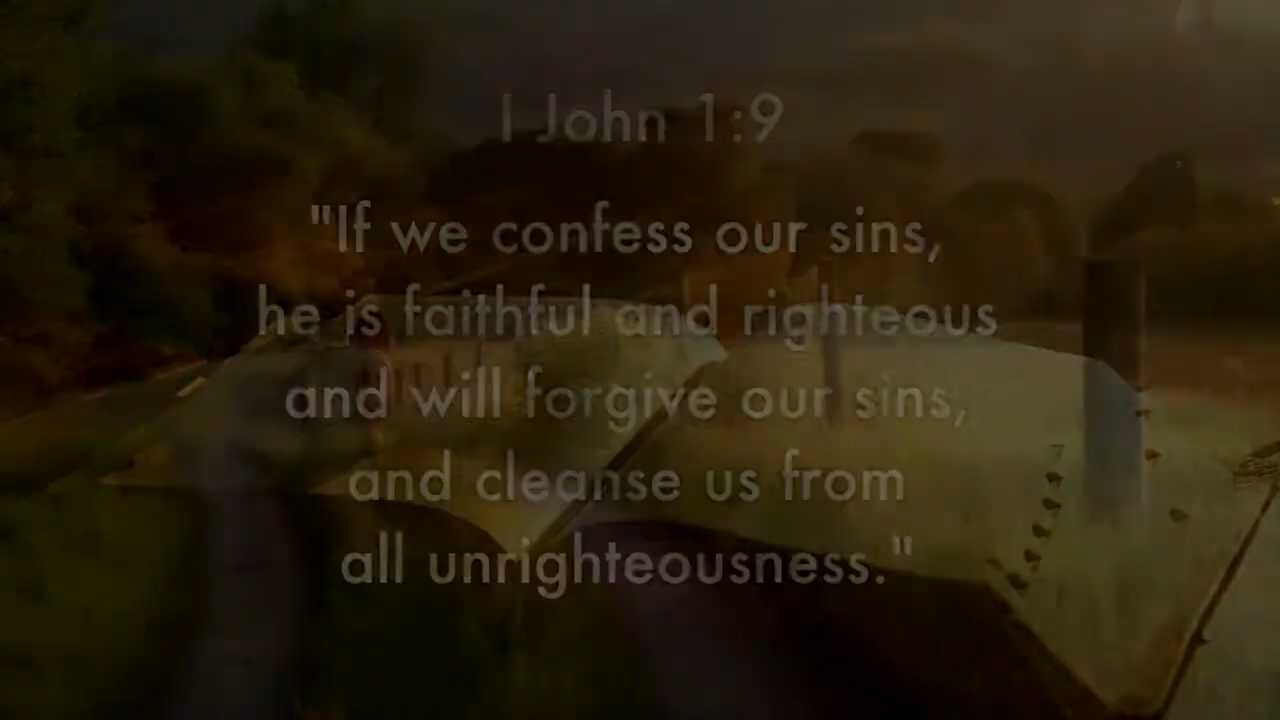 I John 1:9
"If we confess our sins,
he is faithful and righteous
and will forgive our sins,
and cleanse us from
all unrighteousness."